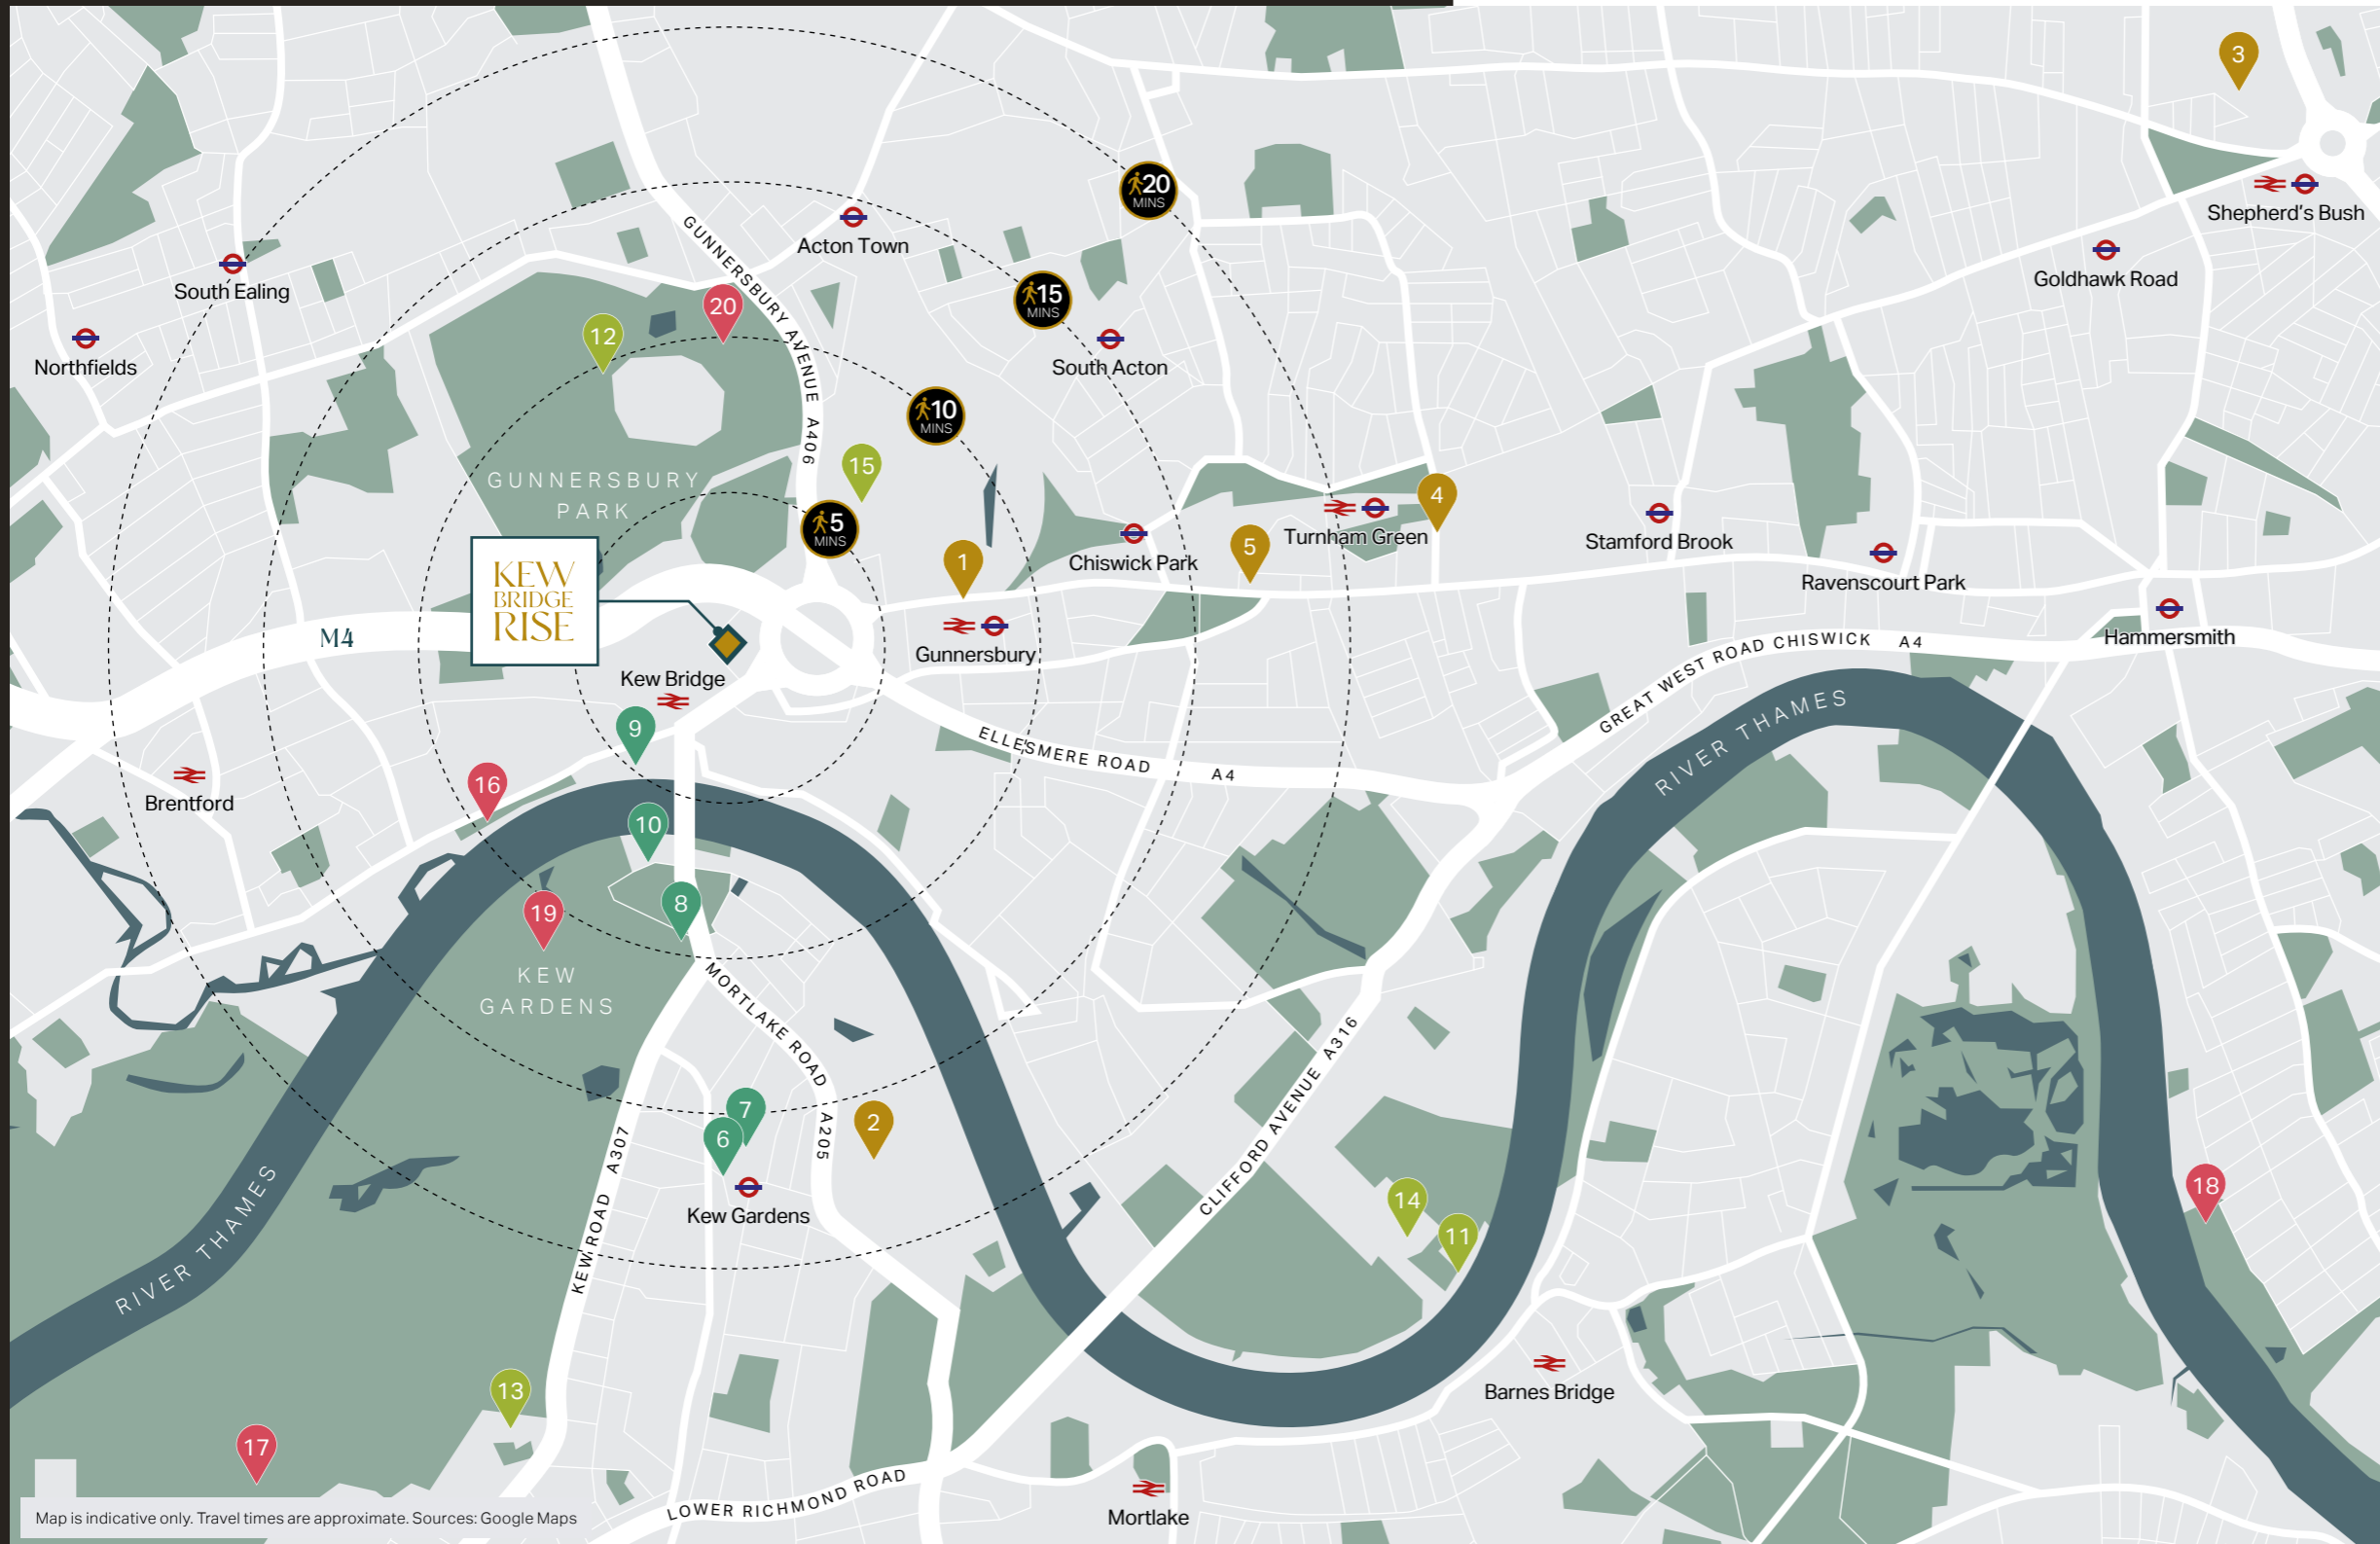 3
20
MINS
Shepherd's Bush
GUNNERSBURY AVENUE A406
Acton Town
South Ealing
Goldhawk Road
15
MINS
20
12
Northfields
South Acton
10
MINS
15
GUNNERSBURY
PARK
4
5
MINS
Turnham Green
5
1
Chiswick Park
Stamford Brook
Ravenscourt Park
KEW
BRIDGE
RISE
M4
Gunnersbury
Hammersmith
GREAT WEST ROAD CHISWICK A4
Kew Bridge
9
ELLESMERE ROAD A4
RIVER THAMES
16
Brentford
10
8
19
KEW
GARDENS
MORTLAKE ROAD A205
CLIFFORD AVENUE A316
7
6
2
KEW ROAD A307
Kew Gardens
14
11
18
RIVER THAMES
13
Barnes Bridge
17
LOWER RICHMOND ROAD
Mortlake
Map is indicative only. Travel times are approximate. Sources: Google Maps